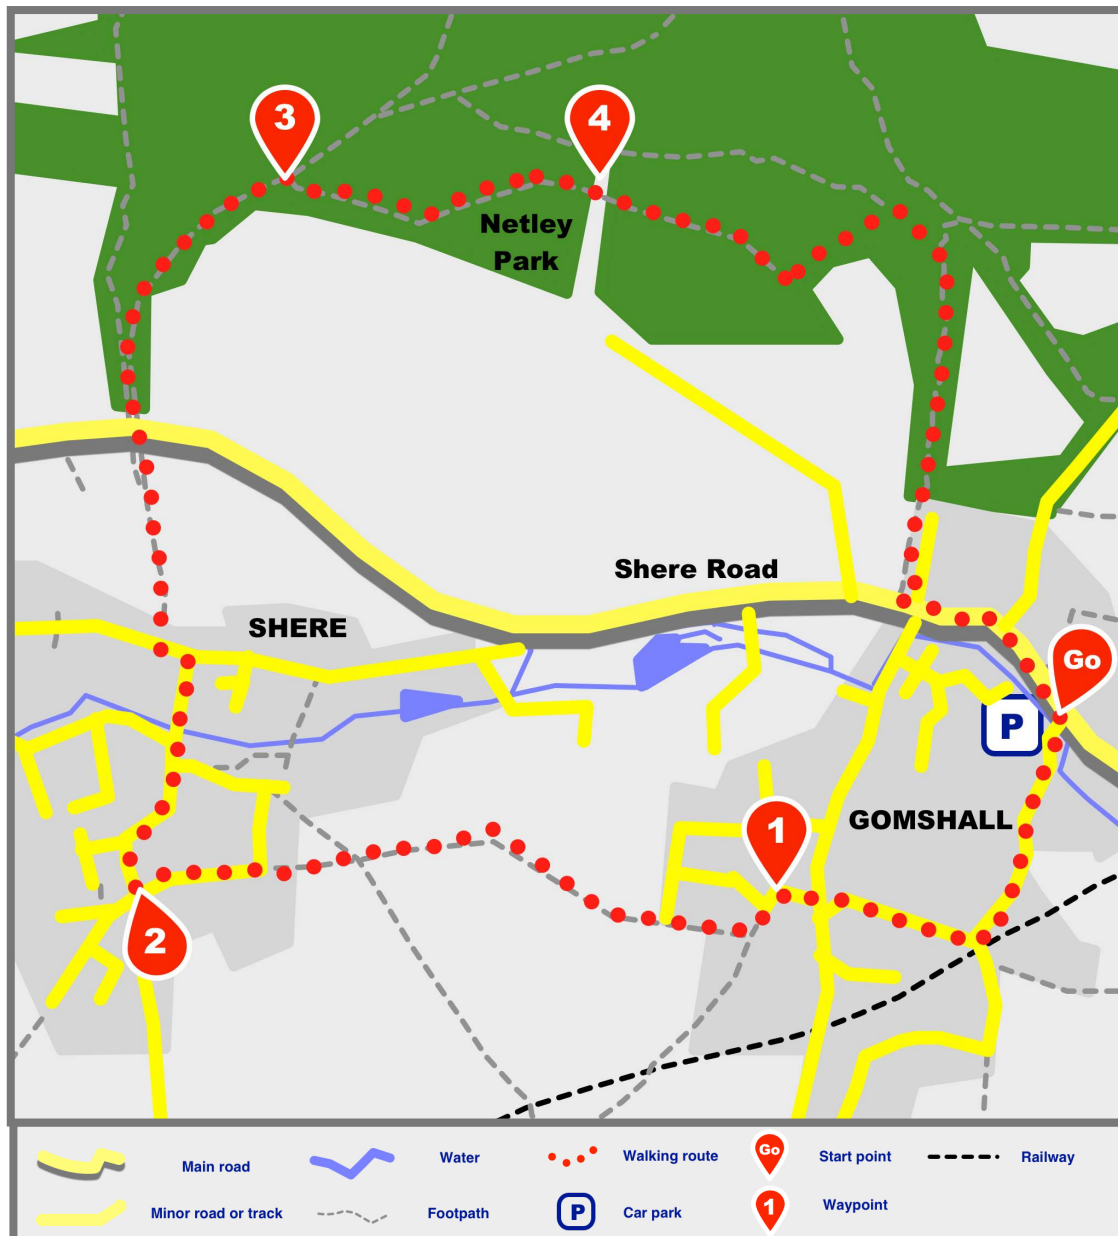 3
4
Netley
Park
Shere Road
SHERE
Go
P
1
GOMSHALL
2
Main road
Water
Walking route
Go
Start point
Railway
Minor road or track
Footpath
P
Car park
1
Waypoint